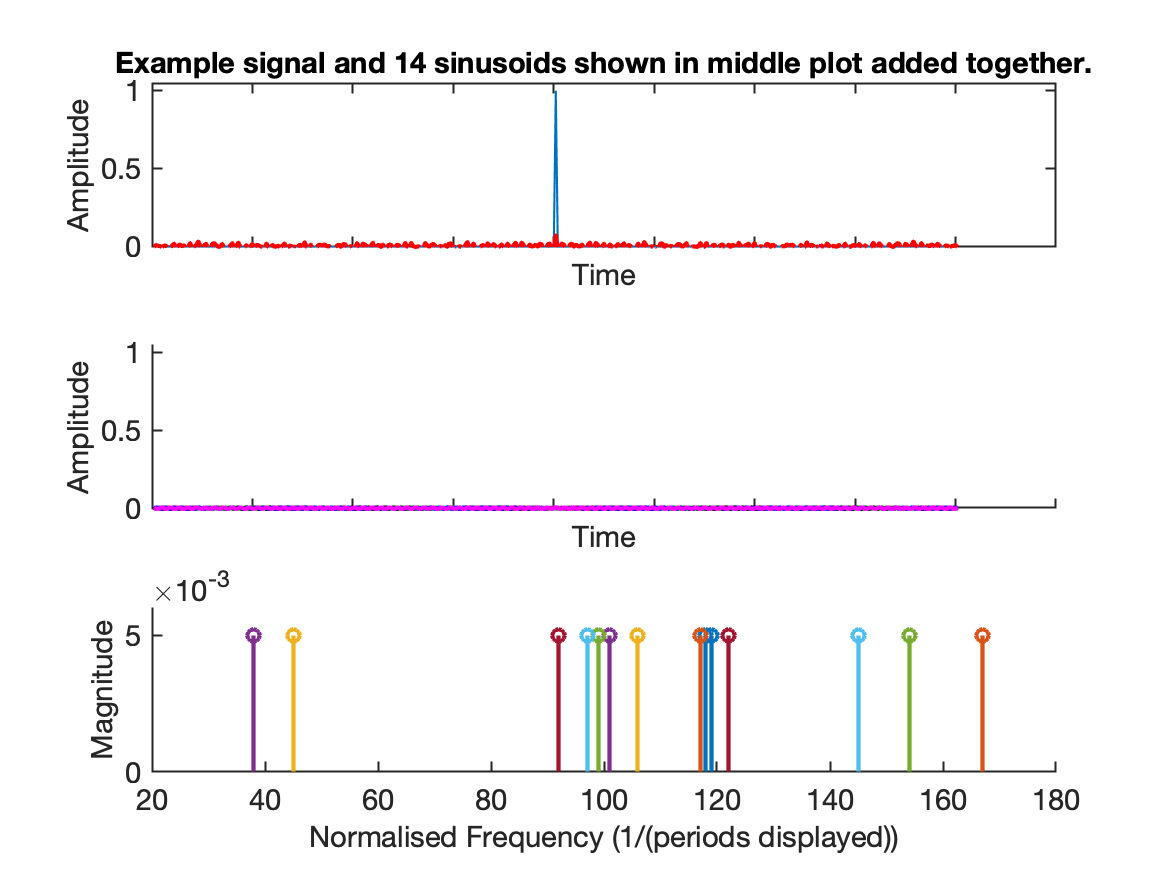 Example signal and 14 sinusoids shown in middle plot added together.
1
0.5
0
Amplitude
Time
1
0.5
0
Amplitude
Time
×10-3
5
0
Magnitude
20 40 60 80 100 120 140 160 180
Normalised Frequency (1/(periods displayed))